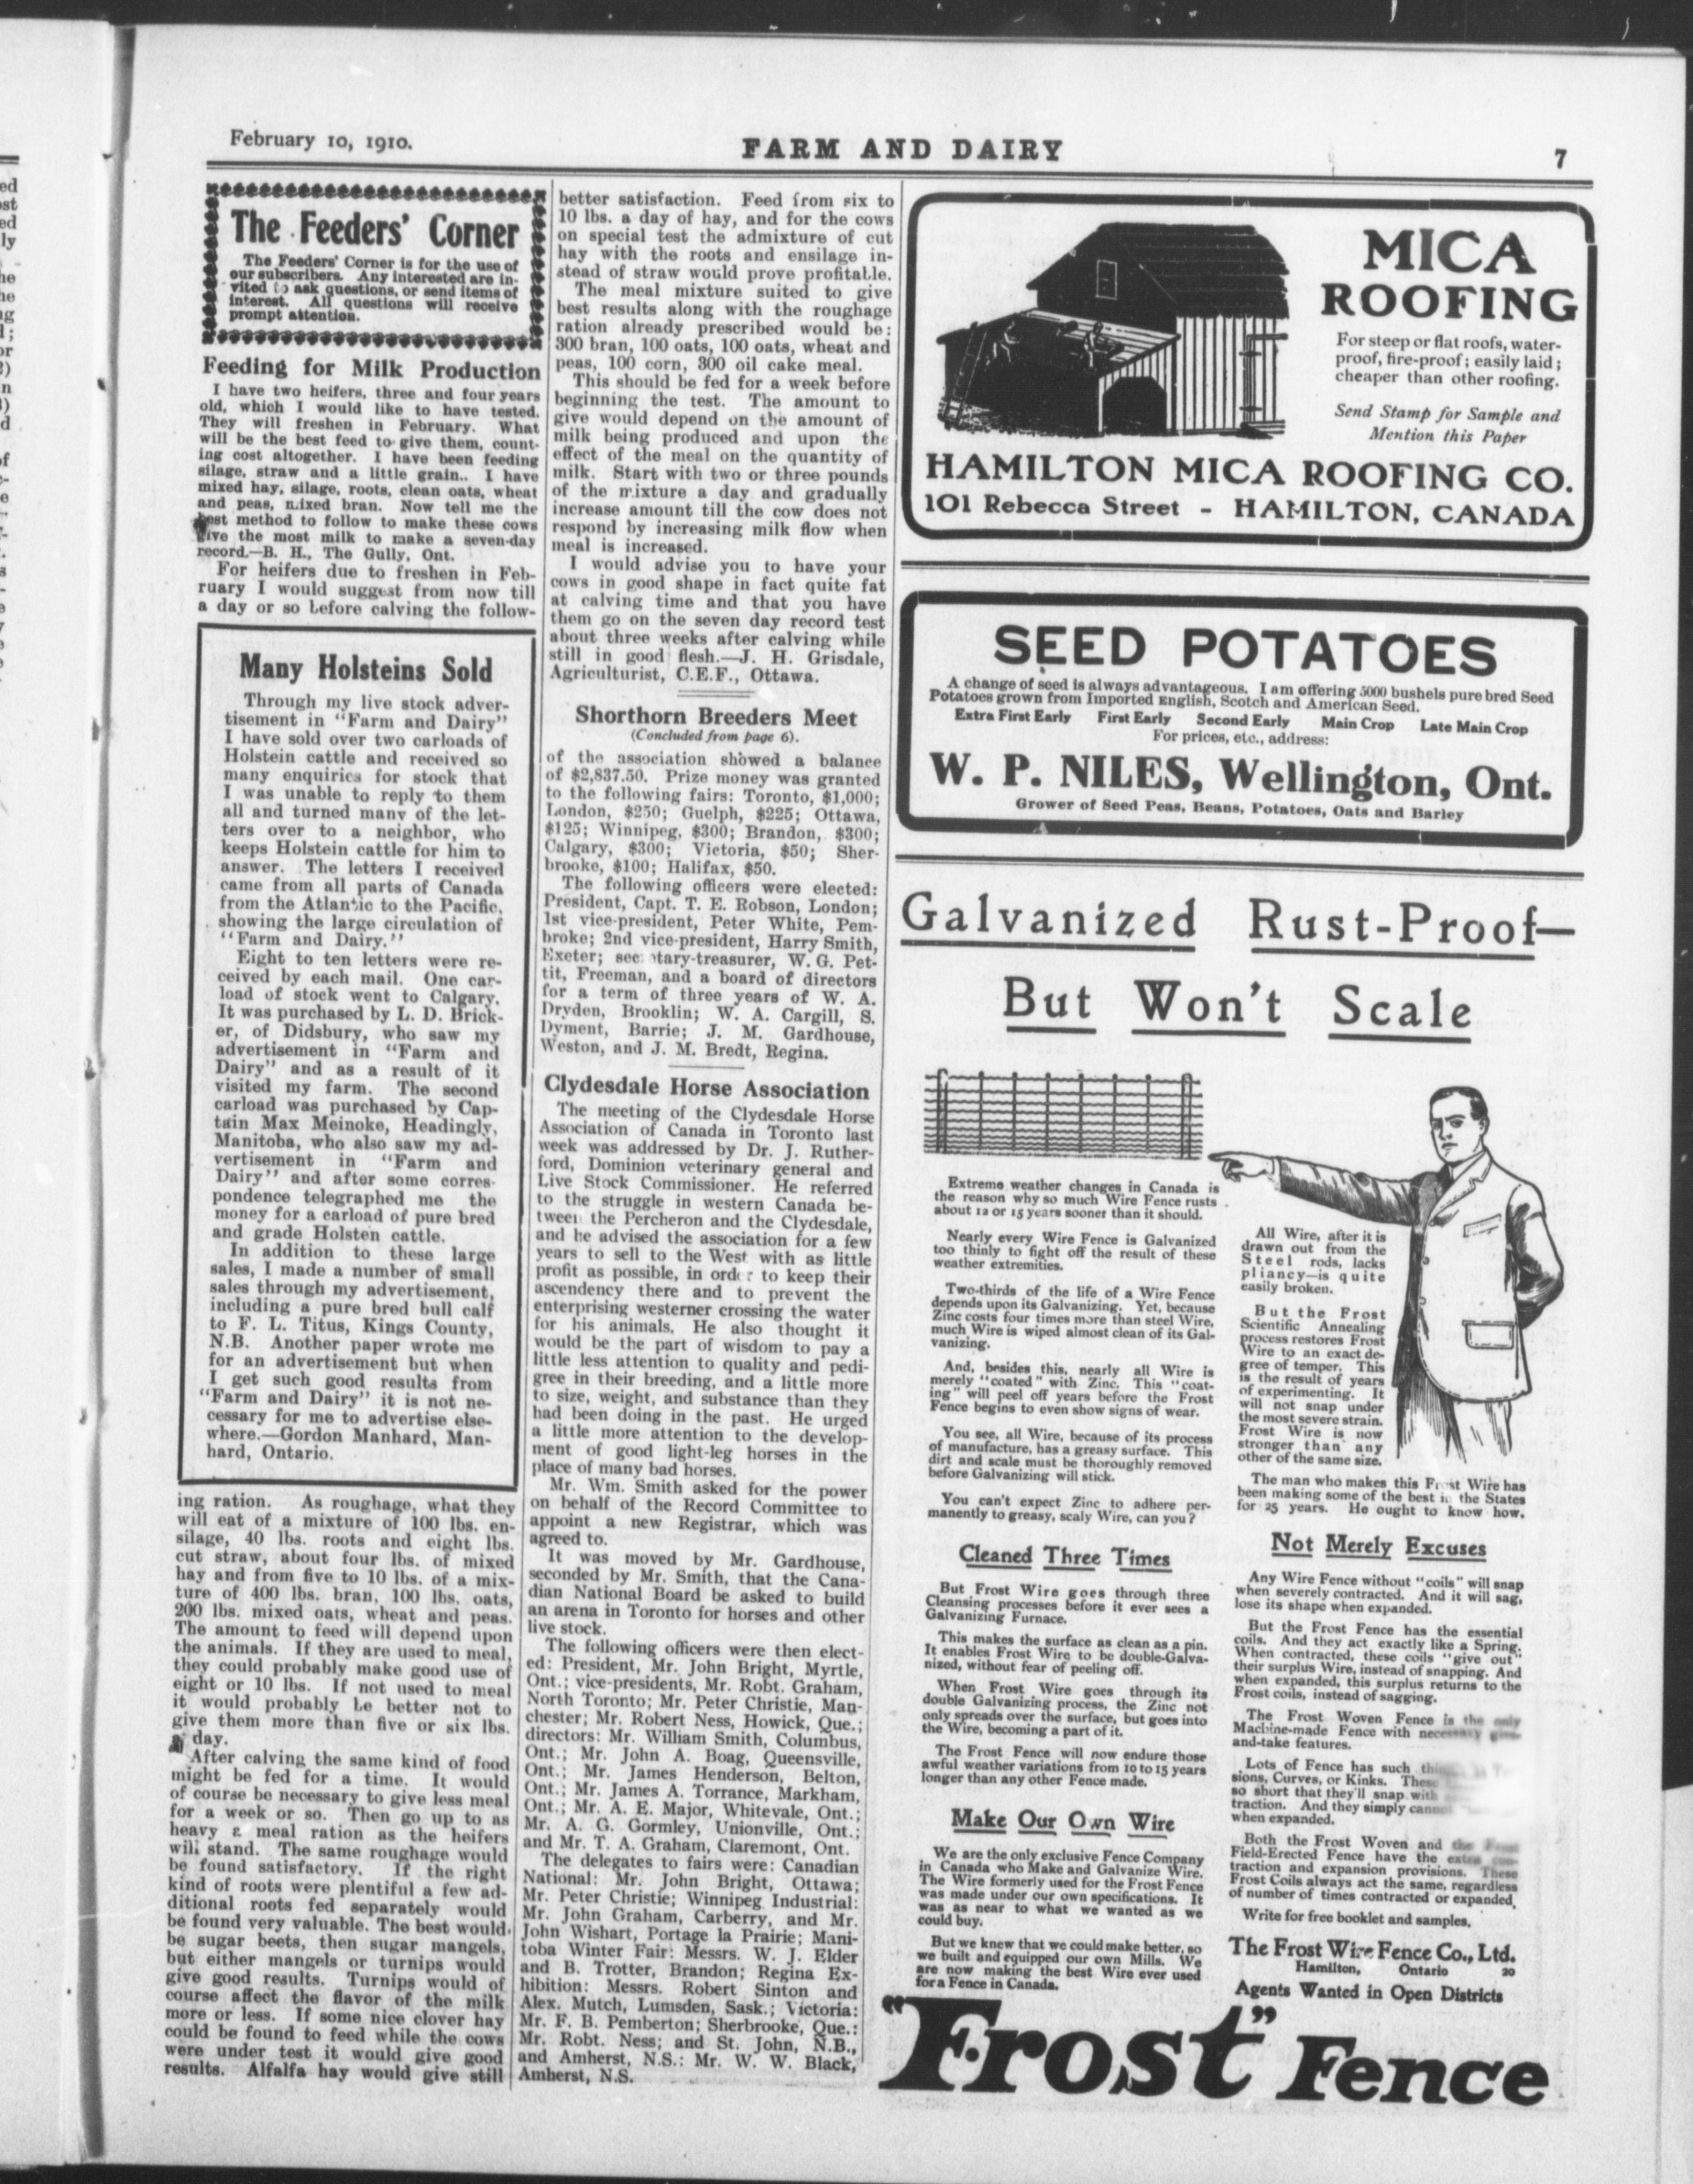 February 10, 1910.
FARM AND DAIRY
7
The Feeders' Corner
The Feeders' Corner is for the use of
our subscribers. Any interested are in-
vited to ask questions, or send items of
interest. All questions will receive
prompt attention.
Feeding for Milk Production
I have two heifers, three and four years
old, which I would like to have tested.
They will freshen in February. What
will be the best feed to give them, count-
ing cost altogether. I have been feeding
silage, straw and a little grain.. I have
mixed hay, silage, roots, clean oats, wheat
and peas, mixed bran. Now tell me the
best method to follow to make these cows
give the most milk to make a seven-day
record.—B. H., The Gully, Ont.
For heifers due to freshen in Feb-
ruary I would suggest from now till
a day or so before calving the follow-
Many Holsteins Sold
Through my live stock adver-
tisement in "Farm and Dairy"
I have sold over two carloads of
Holstein cattle and received so
many enquiries for stock that
I was unable to reply to them
all and turned many of the let-
ters over to a neighbor, who
keeps Holstein cattle for him to
answer. The letters I received
came from all parts of Canada
from the Atlantic to the Pacific,
showing the large circulation of
"Farm and Dairy."
Eight to ten letters were re-
ceived by each mail. One car-
load of stock went to Calgary.
It was purchased by L. D. Brick-
er, of Didsbury, who saw my
advertisement in "Farm and
Dairy" and as a result of it
visited my farm. The second
carload was purchased by Cap-
tain Max Meinoke, Headingly,
Manitoba, who also saw my ad-
vertisement in "Farm and
Dairy" and after some corres-
pondence telegraphed me the
money for a carload of pure bred
and grade Holsten cattle.
In addition to these large
sales, I made a number of small
sales through my advertisement,
including a pure bred bull calf
to F. L. Titus, Kings County,
N.B. Another paper wrote me
for an advertisement but when
I get such good results from
"Farm and Dairy" it is not ne-
cessary for me to advertise else-
where.—Gordon Manhard, Man-
hard, Ontario.
ing ration. As roughage, what they
will eat of a mixture of 100 lbs. en-
silage, 40 lbs. roots and eight lbs.
cut straw, about four lbs. of mixed
hay and from five to 10 lbs. of a mix-
ture of 400 lbs. bran, 100 lbs. oats,
200 lbs. mixed oats, wheat and peas.
The amount to feed will depend upon
the animals. If they are used to meal,
they could probably make good use of
eight or 10 lbs. If not used to meal
it would probably be better not to
give them more than five or six lbs.
a day.
After calving the same kind of food
might be fed for a time. It would
of course be necessary to give less meal
for a week or so. Then go up to as
heavy a meal ration as the heifers
will stand. The same roughage would
be found satisfactory. If the right
kind of roots were plentiful a few ad-
ditional roots fed separately would
be found very valuable. The best would
be sugar beets, then sugar mangels,
but either mangels or turnips would
give good results. Turnips would of
course affect the flavor of the milk
more or less. If some nice clover hay
could be found to feed while the cows
were under test it would give good
results. Alfalfa hay would give still
better satisfaction. Feed from six to
10 lbs. a day of hay, and for the cows
on special test the admixture of cut
hay with the roots and ensilage in-
stead of straw would prove profitable.
The meal mixture suited to give
best results along with the roughage
ration already prescribed would be:
300 bran, 100 oats, 100 oats, wheat and
peas, 100 corn, 300 oil cake meal.
This should be fed for a week before
beginning the test. The amount to
give would depend on the amount of
milk being produced and upon the
effect of the meal on the quantity of
milk. Start with two or three pounds
of the mixture a day and gradually
increase amount till the cow does not
respond by increasing milk flow when
meal is increased.
I would advise you to have your
cows in good shape in fact quite fat
at calving time and that you have
them go on the seven day record test
about three weeks after calving while
still in good flesh.—J. H. Grisdale,
Agriculturist, C.E.F., Ottawa.
Shorthorn Breeders Meet
(Concluded from page 6).
of the association showed a balance
of $2,837.50. Prize money was granted
to the following fairs: Toronto, $1,000;
London, $250; Guelph, $225; Ottawa,
$125; Winnipeg, $300; Brandon, $300;
Calgary, $300; Victoria, $50; Sher-
brooke, $100; Halifax, $50.
The following officers were elected:
President, Capt. T. E. Robson, London;
1st vice-president, Peter White, Pem-
broke; 2nd vice-president, Harry Smith,
Exeter; secretary-treasurer, W. G. Pet-
tit, Freeman, and a board of directors
for a term of three years of W. A.
Dryden, Brooklin; W. A. Cargill, S.
Dyment, Barrie; J. M. Gardhouse,
Weston, and J. M. Bredt, Regina.
Clydesdale Horse Association
The meeting of the Clydesdale Horse
Association of Canada in Toronto last
week was addressed by Dr. J. Ruther-
ford, Dominion veterinary general and
Live Stock Commissioner. He referred
to the struggle in western Canada be-
tween the Percheron and the Clydesdale,
and he advised the association for a few
years to sell to the West with as little
profit as possible, in order to keep their
ascendency there and to prevent the
enterprising westerner crossing the water
for his animals. He also thought it
would be the part of wisdom to pay a
little less attention to quality and pedi-
gree in their breeding, and a little more
to size, weight, and substance than they
had been doing in the past. He urged
a little more attention to the develop-
ment of good light-leg horses in the
place of many bad horses.
Mr. Wm. Smith asked for the power
on behalf of the Record Committee to
appoint a new Registrar, which was
agreed to.
It was moved by Mr. Gardhouse,
seconded by Mr. Smith, that the Cana-
dian National Board be asked to build
an arena in Toronto for horses and other
live stock.
The following officers were then elect-
ed: President, Mr. John Bright, Myrtle,
Ont.; vice-presidents, Mr. Robt. Graham,
North Toronto; Mr. Peter Christie, Man-
chester; Mr. Robert Ness, Howick, Que.;
directors: Mr. William Smith, Columbus,
Ont.; Mr. John A. Boag, Queensville,
Ont.; Mr. James Henderson, Belton,
Ont.; Mr. James A. Torrance, Markham,
Ont.; Mr. A. E. Major, Whitevale, Ont.;
Mr. A. G. Gormley, Unionville, Ont.;
and Mr. T. A. Graham, Claremont, Ont.
The delegates to fairs were: Canadian
National: Mr. John Bright, Ottawa;
Mr. Peter Christie; Winnipeg Industrial:
Mr. John Graham, Carberry, and Mr.
John Wishart, Portage la Prairie; Mani-
toba Winter Fair: Messrs. W. J. Elder
and B. Trotter, Brandon; Regina Ex-
hibition: Messrs. Robert Sinton and
Alex. Mutch, Lumsden, Sask.; Victoria:
Mr. F. B. Pemberton; Sherbrooke, Que.:
Mr. Robt. Ness; and St. John, N.B.,
and Amherst, N.S.: Mr. W. W. Black,
Amherst, N.S.
MICA
ROOFING
For steep or flat roofs, water-
proof, fire-proof; easily laid;
cheaper than other roofing.
Send Stamp for Sample and
Mention this Paper
HAMILTON MICA ROOFING CO.
101 Rebecca Street - HAMILTON, CANADA
SEED POTATOES
A change of seed is always advantageous. I am offering 5000 bushels pure bred Seed
Potatoes grown from Imported English, Scotch and American Seed.
Extra First Early First Early Second Early Main Crop Late Main Crop
For prices, etc., address:
W. P. NILES, Wellington, Ont.
Grower of Seed Peas, Beans, Potatoes, Oats and Barley
Galvanized Rust-Proof—
But Won't Scale
Extreme weather changes in Canada is
the reason why so much Wire Fence rusts
about 12 or 15 years sooner than it should.
Nearly every Wire Fence is Galvanized
too thinly to fight off the result of these
weather extremities.
Two-thirds of the life of a Wire Fence
depends upon its Galvanizing. Yet, because
Zinc costs four times more than steel Wire,
much Wire is wiped almost clean of its Gal-
vanizing.
And, besides this, nearly all Wire is
merely "coated" with Zinc. This "coat-
ing" will peel off years before the Frost
Fence begins to even show signs of wear.
You see, all Wire, because of its process
of manufacture, has a greasy surface. This
dirt and scale must be thoroughly removed
before Galvanizing will stick.
You can't expect Zinc to adhere per-
manently to greasy, scaly Wire, can you?
Cleaned Three Times
But Frost Wire goes through three
Cleansing processes before it ever sees a
Galvanizing Furnace.
This makes the surface as clean as a pin.
It enables Frost Wire to be double-Galva-
nized, without fear of peeling off.
When Frost Wire goes through its
double Galvanizing process, the Zinc not
only spreads over the surface, but goes into
the Wire, becoming a part of it.
The Frost Fence will now endure those
awful weather variations from 10 to 15 years
longer than any other Fence made.
Make Our Own Wire
We are the only exclusive Fence Company
in Canada who Make and Galvanize Wire.
The Wire formerly used for the Frost Fence
was made under our own specifications. It
was as near to what we wanted as we
could buy.
But we knew that we could make better, so
we built and equipped our own Mills. We
are now making the best Wire ever used
for a Fence in Canada.
All Wire, after it is
drawn out from the
Steel rods, lacks
pliancy—is quite
easily broken.
But the Frost
Scientific Annealing
process restores Frost
Wire to an exact de-
gree of temper. This
is the result of years
of experimenting. It
will not snap under
the most severe strain.
Frost Wire is now
stronger than any
other of the same size.
The man who makes this Frost Wire has
been making some of the best in the States
for 25 years. He ought to know how.
Not Merely Excuses
Any Wire Fence without "coils" will snap
when severely contracted. And it will sag,
lose its shape when expanded.
But the Frost Fence has the essential
coils. And they act exactly like a Spring.
When contracted, these coils "give out"
their surplus Wire, instead of snapping. And
when expanded, this surplus returns to the
Frost coils, instead of sagging.
The Frost Woven Fence is the only
Machine-made Fence with necessary give-
and-take features.
Lots of Fence has such
sions, Curves, or Kinks. These
so short that they'll snap with
traction. And they simply cannot
when expanded.
Both the Frost Woven and the Frost
Field-Erected Fence have the extra con-
traction and expansion provisions. These
Frost Coils always act the same, regardless
of number of times contracted or expanded.
Write for free booklet and samples.
The Frost Wire Fence Co., Ltd.
Hamilton, Ontario 20
Agents Wanted in Open Districts
"Frost" Fence